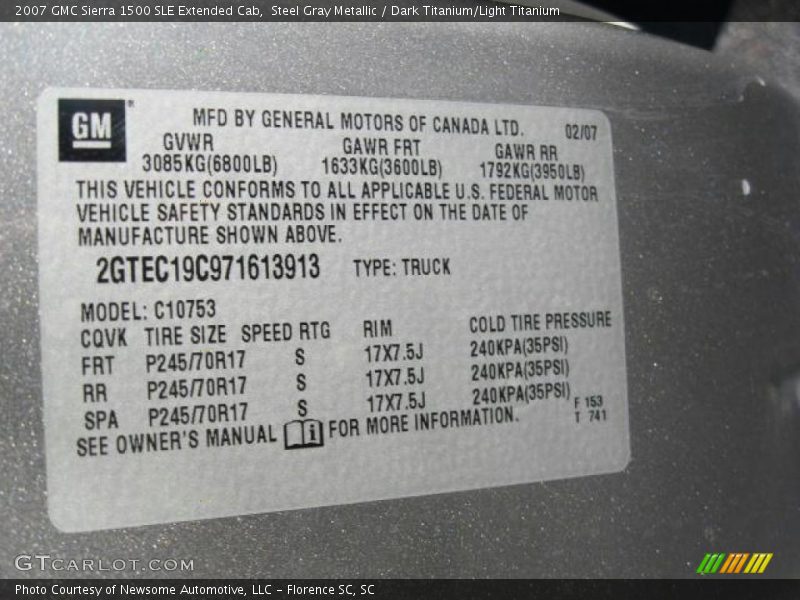 2007 GMC Sierra 1500 SLE Extended Cab, Steel Gray Metallic / Dark Titanium/Light Titanium
GM
MFD BY GENERAL MOTORS OF CANADA LTD. 02/07
GVWR GAWR FRT GAWR RR
3085KG(6800LB) 1633KG(3600LB) 1792KG(3950LB)
THIS VEHICLE CONFORMS TO ALL APPLICABLE U.S. FEDERAL MOTOR
VEHICLE SAFETY STANDARDS IN EFFECT ON THE DATE OF
MANUFACTURE SHOWN ABOVE.
2GTEC19C971613913 TYPE: TRUCK
MODEL: C10753
CQVK TIRE SIZE SPEED RTG RIM COLD TIRE PRESSURE
FRT P245/70R17 S 17X7.5J 240KPA(35PSI)
RR P245/70R17 S 17X7.5J 240KPA(35PSI)
SPA P245/70R17 S 17X7.5J 240KPA(35PSI)
SEE OWNER'S MANUAL i FOR MORE INFORMATION.
F 153
T 741
GTCARLOT.COM
Photo Courtesy of Newsome Automotive, LLC – Florence SC, SC